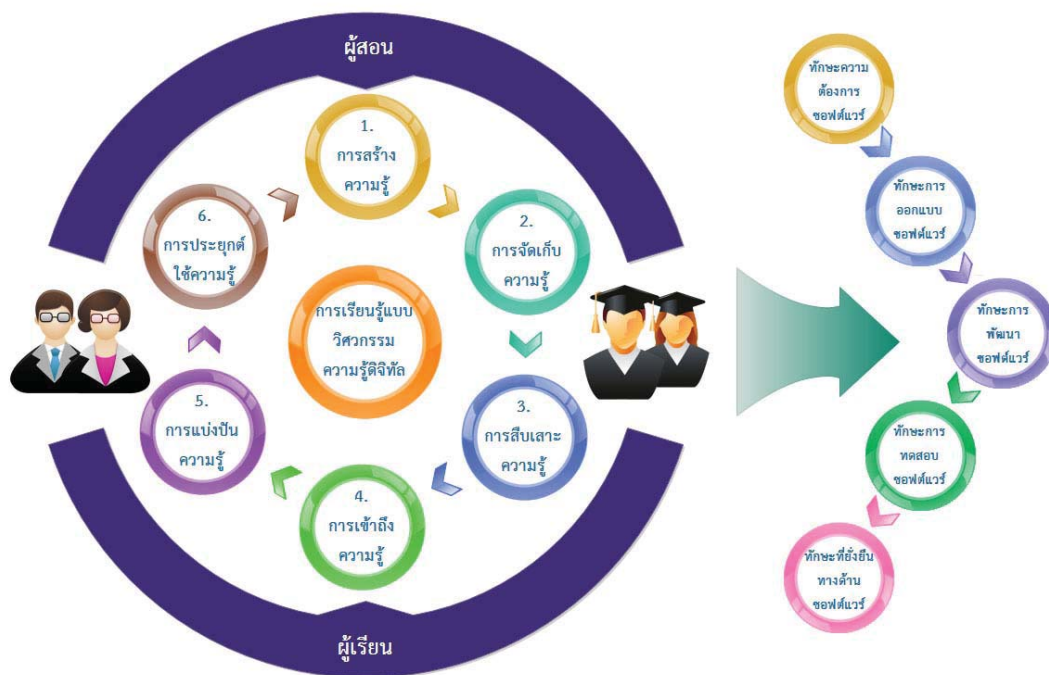 ผู้สอน
1.
การสร้าง
ความรู้
2.
การจัดเก็บ
ความรู้
3.
การสืบเสาะ
ความรู้
4.
การเข้าถึง
ความรู้
5.
การแบ่งปัน
ความรู้
6.
การประยุกต์
ใช้ความรู้
การเรียนรู้แบบ
วิศวกรรม
ความรู้ดิจิทัล
ผู้เรียน
ทักษะความ
ต้องการ
ซอฟต์แวร์
ทักษะการ
ออกแบบ
ซอฟต์แวร์
ทักษะการ
พัฒนา
ซอฟต์แวร์
ทักษะการ
ทดสอบ
ซอฟต์แวร์
ทักษะที่ยั่งยืน
ทางด้าน
ซอฟต์แวร์